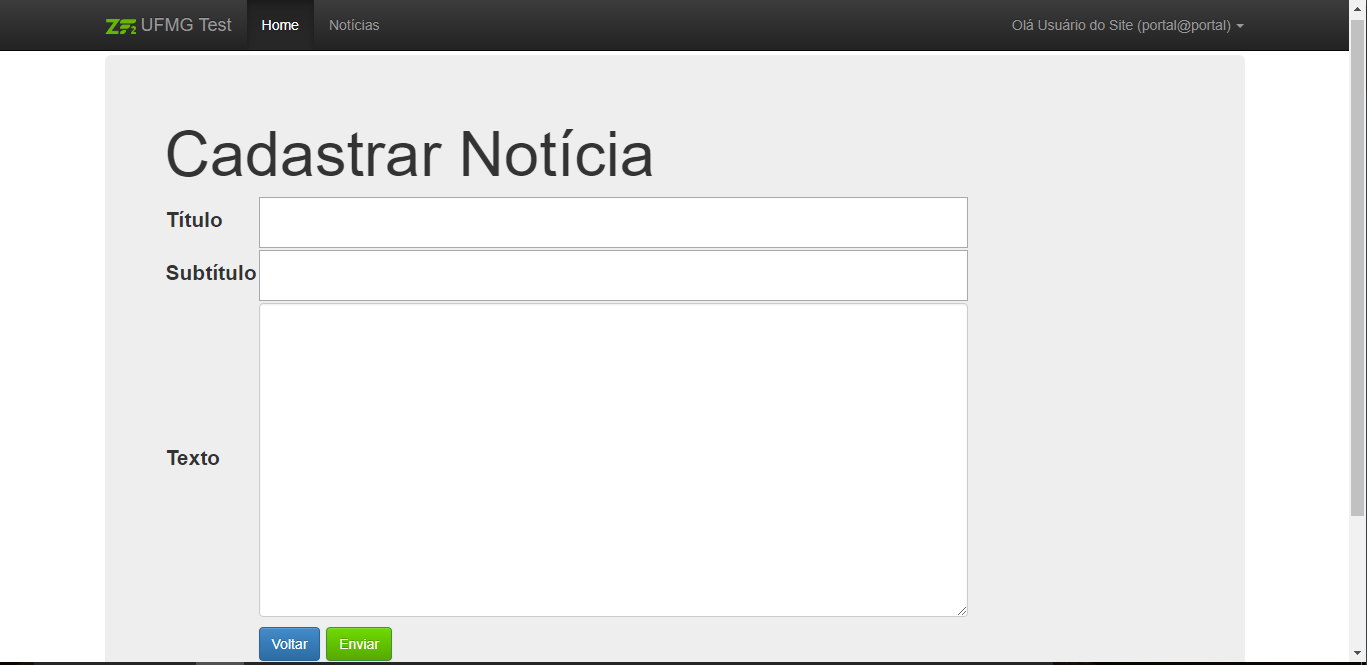 ZF2 UFMG Test Home Notícias Olá Usuário do Site (portal@portal)
Cadastrar Notícia
Título
Subtítulo
Texto
Voltar Enviar